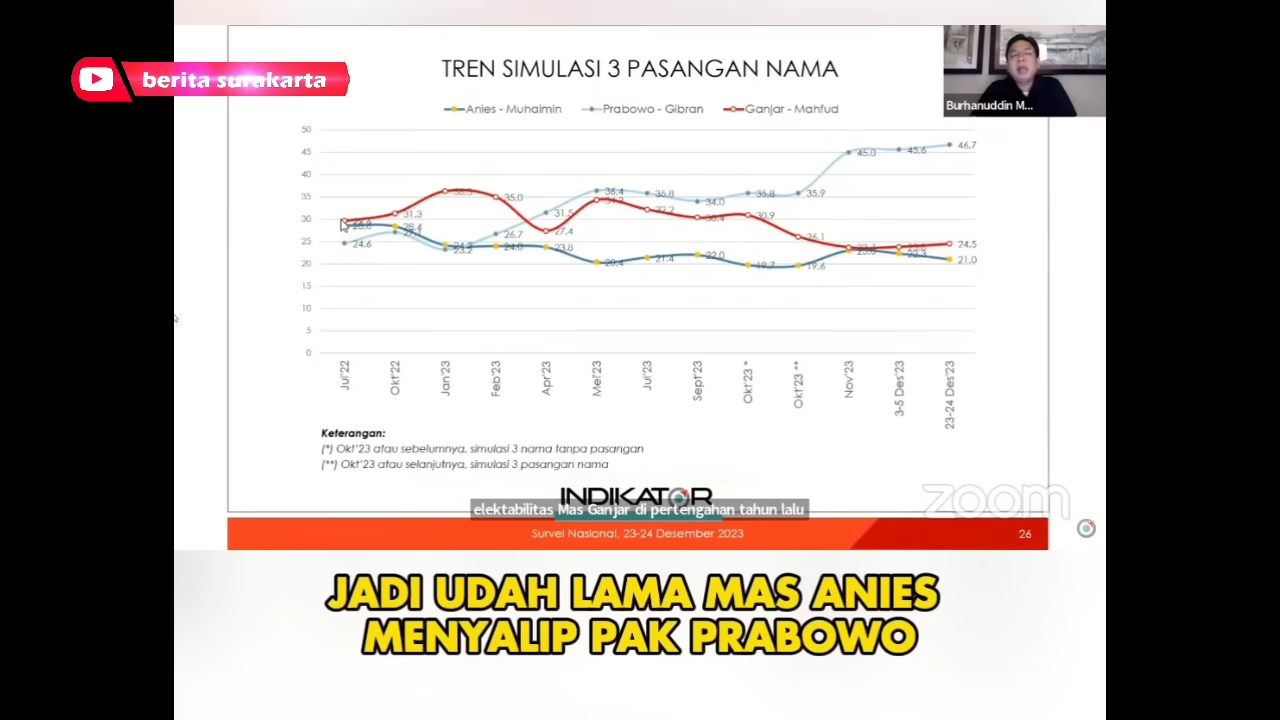 berita surakarta
TREN SIMULASI 3 PASANGAN NAMA
Anies - Muhaimin Prabowo - Gibran Ganjar - Mahfud
Burhanuddin M...
50
45
40
35
30
25
20
15
10
5
0
31.3 35.0 27.4 32.2 30.9 26.1 24.5
24.6 26.7 31.5 36.4 35.8 34.0 35.8 35.9 45.0 45.6 46.7
28.4 23.2 24.0 23.8 20.4 21.4 22.0 19.7 19.6 21.0
Jul'22 Okt'22 Jan'23 Feb'23 Apr'23 Mei'23 Jul'23 Sept'23 Okt'23 * Okt'23 ** Nov'23 3-5 Des'23 23-24 Des'23
Keterangan:
(*) Okt'23 atau sebelumnya, simulasi 3 nama tanpa pasangan
(**) Okt'23 atau selanjutnya, simulasi 3 pasangan nama
INDIKATOR
zoom
elektabilitas Mas Ganjar di pertengahan tahun lalu
Survei Nasional, 23-24 Desember 2023
26
JADI UDAH LAMA MAS ANIES
MENYALIP PAK PRABOWO